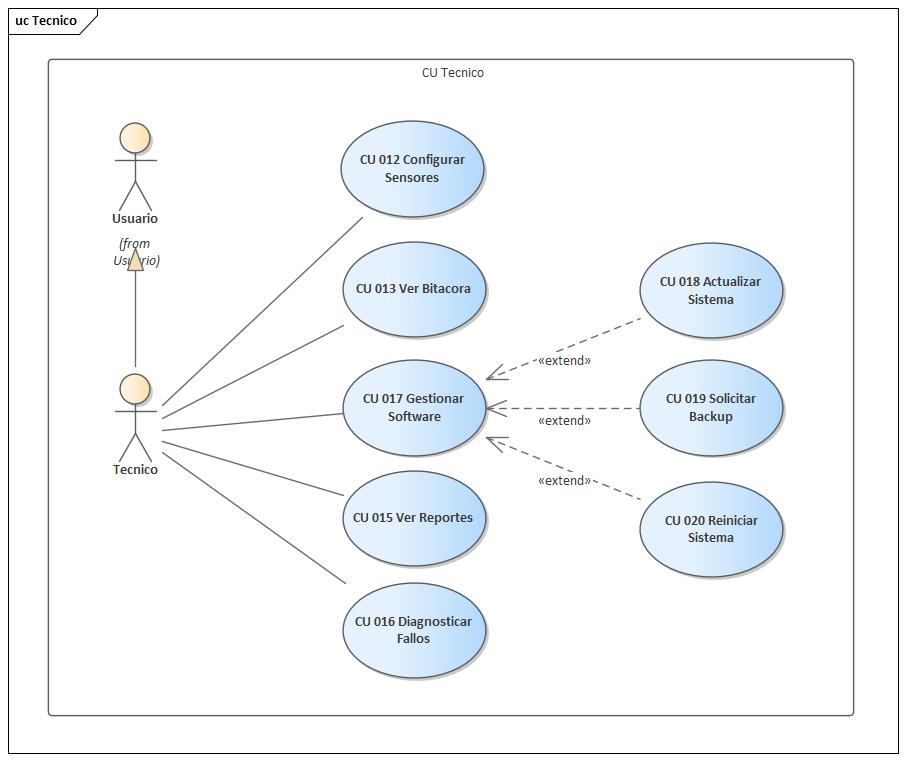 uc Tecnico
CU Tecnico
Usuario
(from
Usuario)
Tecnico
CU 012 Configurar
Sensores
CU 013 Ver Bitacora
CU 017 Gestionar
Software
CU 015 Ver Reportes
CU 016 Diagnosticar
Fallos
«extend»
«extend»
«extend»
CU 018 Actualizar
Sistema
CU 019 Solicitar
Backup
CU 020 Reiniciar
Sistema